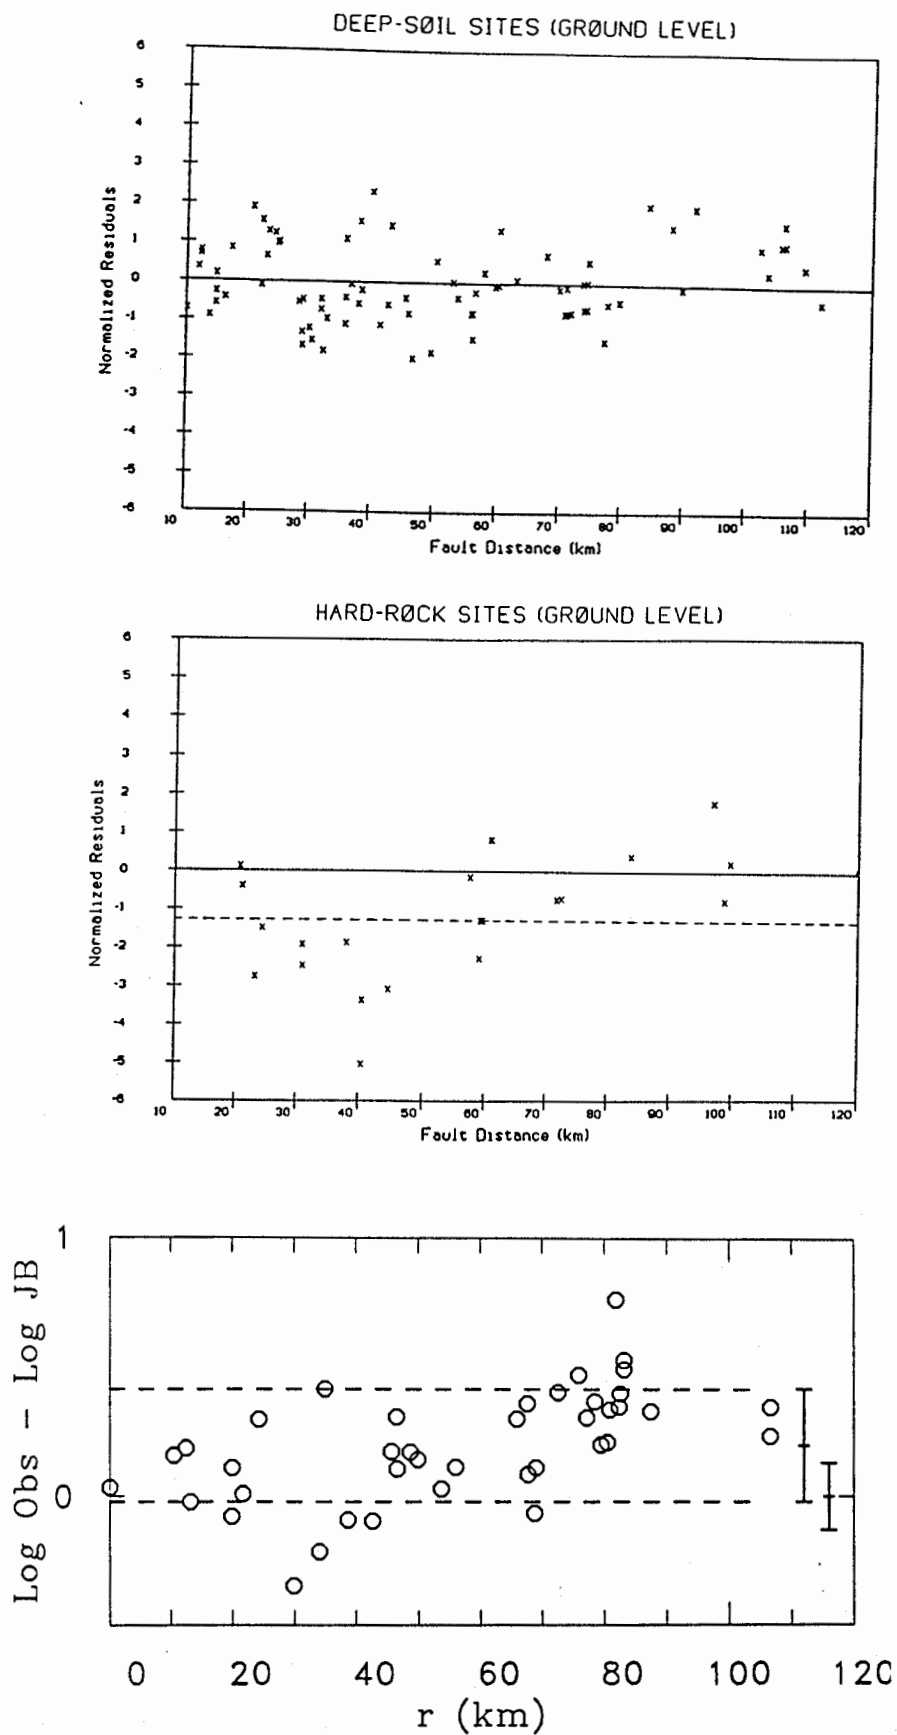 DEEP-SØIL SITES (GRØUND LEVEL)
6
5
4
3
2
1
0
-1
-2
-3
-4
-5
-6
Normalized Residuals
10 20 30 40 50 60 70 80 90 100 110 120
Fault Distance (km)
HARD-RØCK SITES (GRØUND LEVEL)
6
5
4
3
2
1
0
-1
-2
-3
-4
-5
-6
Normalized Residuals
10 20 30 40 50 60 70 80 90 100 110 120
Fault Distance (km)
1
0
Log Obs – Log JB
0 20 40 60 80 100 120
r (km)